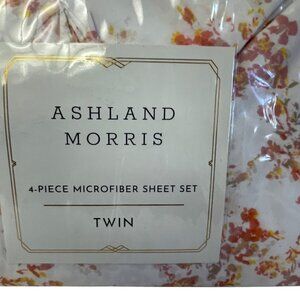 ASHLAND
MORRIS
4-PIECE MICROFIBER SHEET SET
TWIN